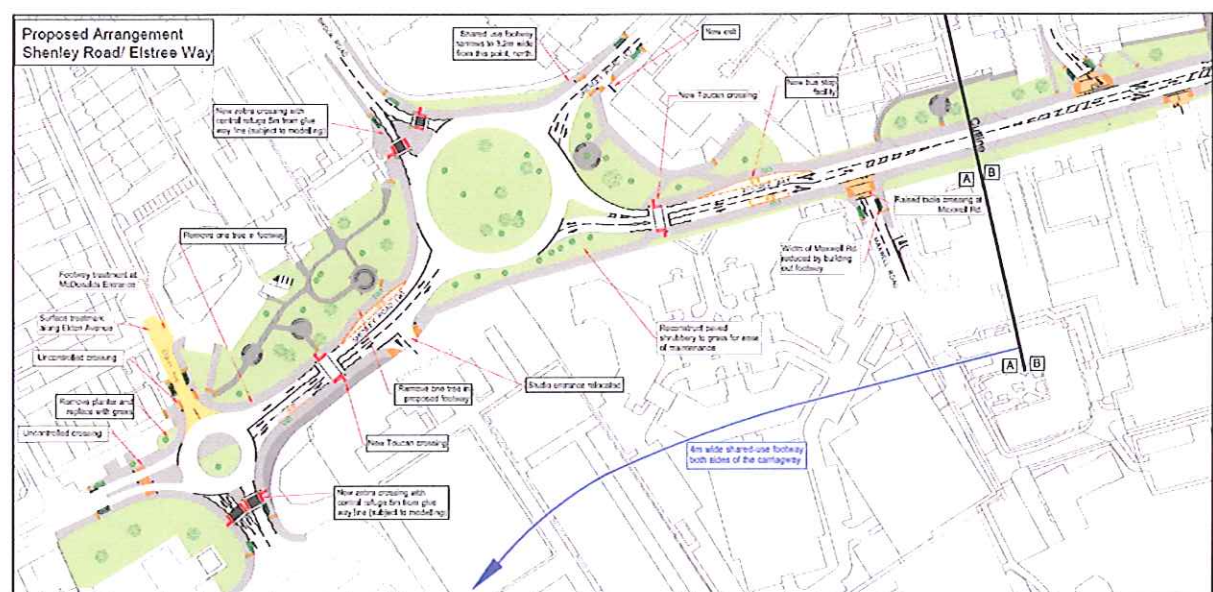 Proposed Arrangement
Shenley Road/ Elstree Way
Shared use footway
narrows to 3.2m wide
from this point, north.
New exit
New Toucan crossing
New bus stop
facility
New zebra crossing with
central refuge 5m from give
way line (subject to modelling)
Cutline
A
B
Raised table crossing at
Maxwell Rd.
Remove one tree in footway
Width of Maxwell Rd.
reduced by building
out footway
MAXWELL ROAD
Footway treatment at
McDonalds Entrance
Surface treatment
along Eldon Avenue
Uncontrolled crossing
Reconstruct paved
shrubbery to grass for ease
of maintenance
A
B
Remove planter and
replace with grass
Remove one tree in
proposed footway
Studio entrance relocated
Uncontrolled crossing
New Toucan crossing
4m wide shared-use footway
both sides of the carriageway
New zebra crossing with
central refuge 5m from give
way line (subject to modelling)